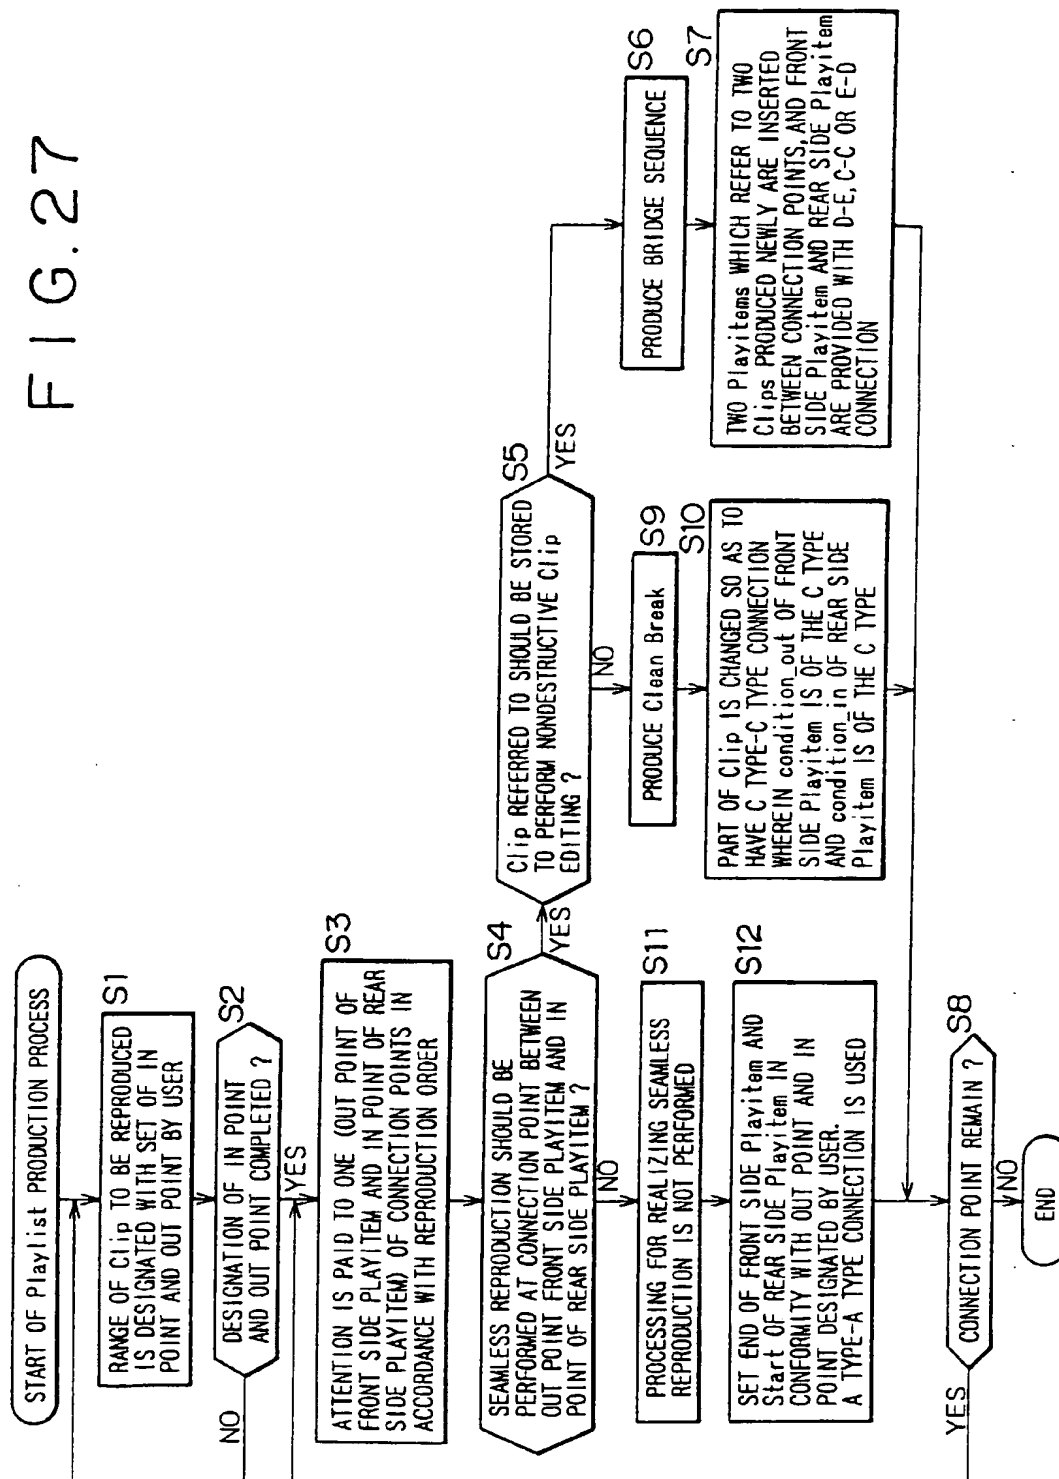 FIG.27
START OF Playlist PRODUCTION PROCESS
S1
RANGE OF Clip TO BE REPRODUCED
IS DESIGNATED WITH SET OF IN
POINT AND OUT POINT BY USER
S2
DESIGNATION OF IN POINT
AND OUT POINT COMPLETED ?
NO
YES
S3
ATTENTION IS PAID TO ONE (OUT POINT OF
FRONT SIDE PLAYITEM AND IN POINT OF REAR
SIDE PLAYITEM) OF CONNECTION POINTS IN
ACCORDANCE WITH REPRODUCTION ORDER
S4
SEAMLESS REPRODUCTION SHOULD BE
PERFORMED AT CONNECTION POINT BETWEEN
OUT POINT FRONT SIDE PLAYITEM AND IN
POINT OF REAR SIDE PLAYITEM ?
YES
NO
S5
Clip REFERRED TO SHOULD BE STORED
TO PERFORM NONDESTRUCTIVE Clip
EDITING ?
YES
NO
S6
PRODUCE BRIDGE SEQUENCE
S7
TWO Playitems WHICH REFER TO TWO
Clips PRODUCED NEWLY ARE INSERTED
BETWEEN CONNECTION POINTS, AND FRONT
SIDE Playitem AND REAR SIDE Playitem
ARE PROVIDED WITH D-E, C-C OR E-D
CONNECTION
S9
PRODUCE Clean Break
S10
PART OF Clip IS CHANGED SO AS TO
HAVE C TYPE-C TYPE CONNECTION
WHEREIN condition_out OF FRONT
SIDE Playitem IS OF THE C TYPE
AND condition_in OF REAR SIDE
Playitem IS OF THE C TYPE
S11
PROCESSING FOR REALIZING SEAMLESS
REPRODUCTION IS NOT PERFORMED
S12
SET END OF FRONT SIDE Playitem AND
Start OF REAR SIDE Playitem IN
CONFORMITY WITH OUT POINT AND IN
POINT DESIGNATED BY USER.
A TYPE-A TYPE CONNECTION IS USED
S8
CONNECTION POINT REMAIN ?
YES
NO
END